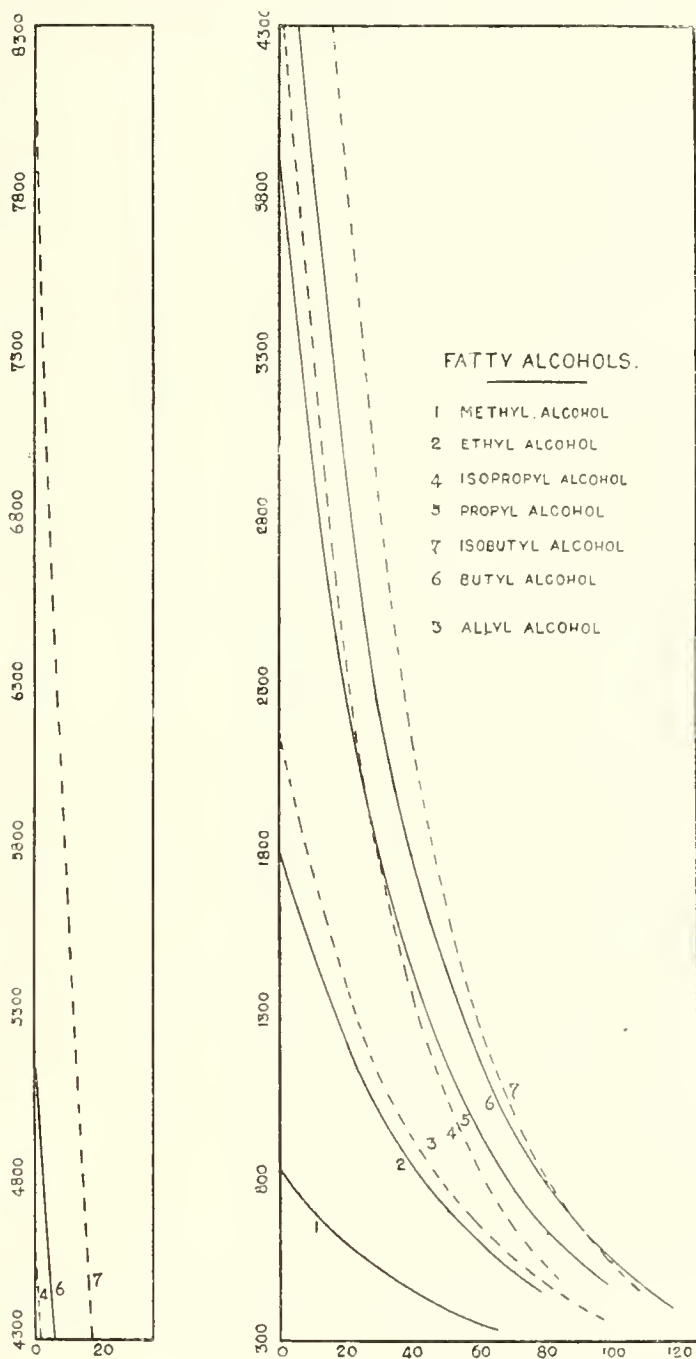 8300
7800
7300
6800
6300
5800
5300
4800
4300
0 20
4 6 7
4300
3800
3300
2800
2300
1800
1300
800
300
0 20 40 60 80 100 120
FATTY ALCOHOLS.
1 METHYL ALCOHOL
2 ETHYL ALCOHOL
4 ISOPROPYL ALCOHOL
5 PROPYL ALCOHOL
7 ISOBUTYL ALCOHOL
6 BUTYL ALCOHOL
3 ALLYL ALCOHOL
7
6
5
4
3
2
1